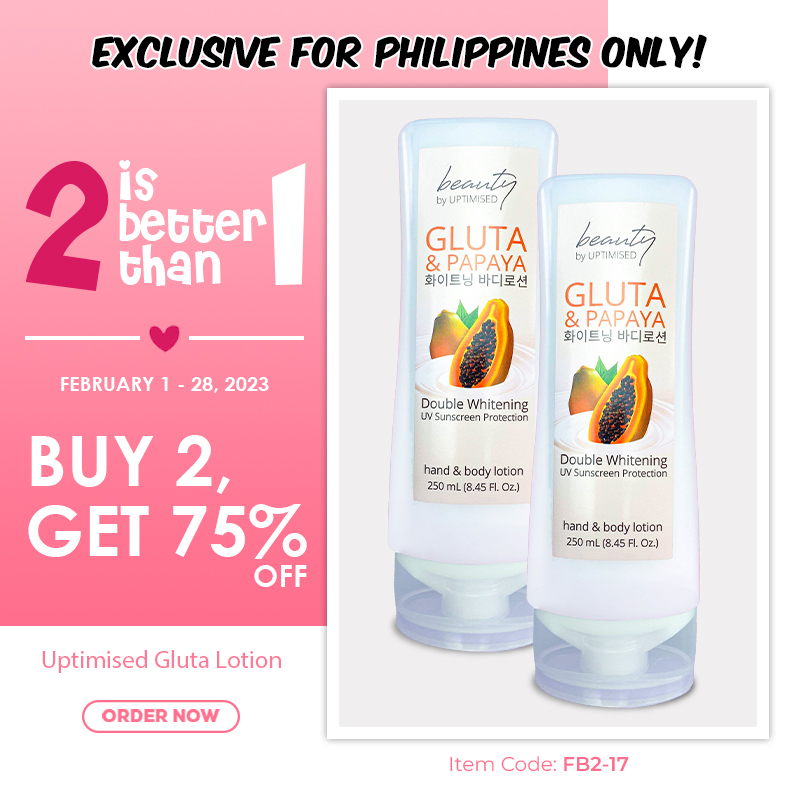 EXCLUSIVE FOR PHILIPPINES ONLY!
2 is better than 1
FEBRUARY 1 - 28, 2023
BUY 2,
GET 75%
OFF
Uptimised Gluta Lotion
ORDER NOW
beauty
by UPTIMISED
GLUTA
& PAPAYA
화이트닝 바디로션
Double Whitening
UV Sunscreen Protection
hand & body lotion
250 mL (8.45 Fl. Oz.)
beauty
by UPTIMISED
GLUTA
& PAPAYA
화이트닝 바디로션
Double Whitening
UV Sunscreen Protection
hand & body lotion
250 mL (8.45 Fl. Oz.)
Item Code: FB2-17